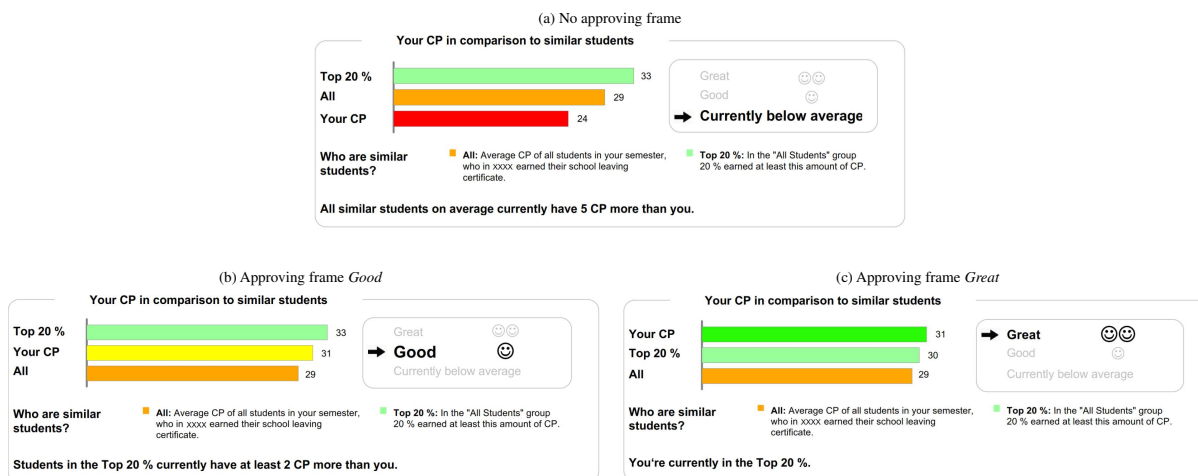 (a) No approving frame
Your CP in comparison to similar students
Top 20 % 33
All 29
Your CP 24
Great
Good
Currently below average
Who are similar students?
All: Average CP of all students in your semester,
who in xxxx earned their school leaving
certificate.
Top 20 %: In the "All Students" group
20 % earned at least this amount of CP.
All similar students on average currently have 5 CP more than you.
(b) Approving frame Good
Your CP in comparison to similar students
Top 20 % 33
Your CP 31
All 29
Great
Good
Currently below average
Who are similar
students?
All: Average CP of all students in your semester,
who in xxxx earned their school leaving
certificate.
Top 20 %: In the "All Students" group
20 % earned at least this amount of CP.
Students in the Top 20 % currently have at least 2 CP more than you.
(c) Approving frame Great
Your CP in comparison to similar students
Your CP 31
Top 20 % 30
All 29
Great
Good
Currently below average
Who are similar
students?
All: Average CP of all students in your semester,
who in xxxx earned their school leaving
certificate.
Top 20 %: In the "All Students" group
20 % earned at least this amount of CP.
You're currently in the Top 20 %.